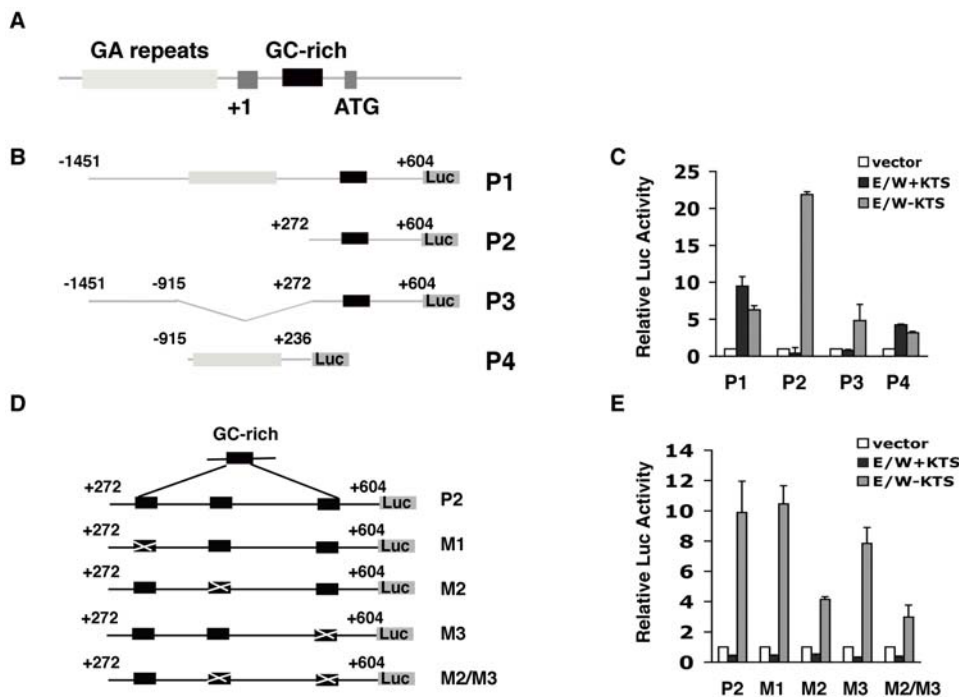 A
GA repeats GC-rich
+1 ATG
B
-1451 +604
Luc P1
+272 +604
Luc P2
-1451 -915 +272 +604
Luc P3
-915 +236
Luc P4
C
vector
E/W+KTS
E/W-KTS
Relative Luc Activity
25
20
15
10
5
0
P1 P2 P3 P4
D
GC-rich
+272 +604
Luc P2
+272 +604
Luc M1
+272 +604
Luc M2
+272 +604
Luc M3
+272 +604
Luc M2/M3
E
vector
E/W+KTS
E/W-KTS
Relative Luc Activity
14
12
10
8
6
4
2
0
P2 M1 M2 M3 M2/M3